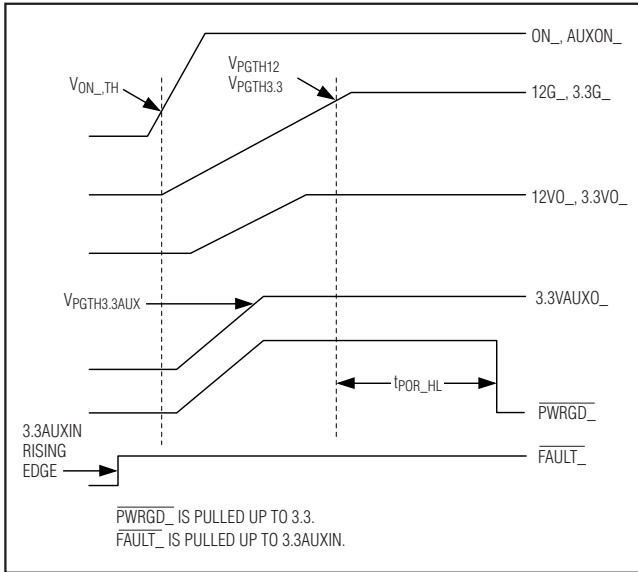 ON_, AUXON_
V_ON_,TH
V_PGTH12
V_PGTH3.3
12G_, 3.3G_
12VO_, 3.3VO_
V_PGTH3.3AUX
3.3VAUXO_
t_POR_HL
PWRGD_
3.3AUXIN
RISING
EDGE
FAULT_
PWRGD_ IS PULLED UP TO 3.3.
FAULT_ IS PULLED UP TO 3.3AUXIN.